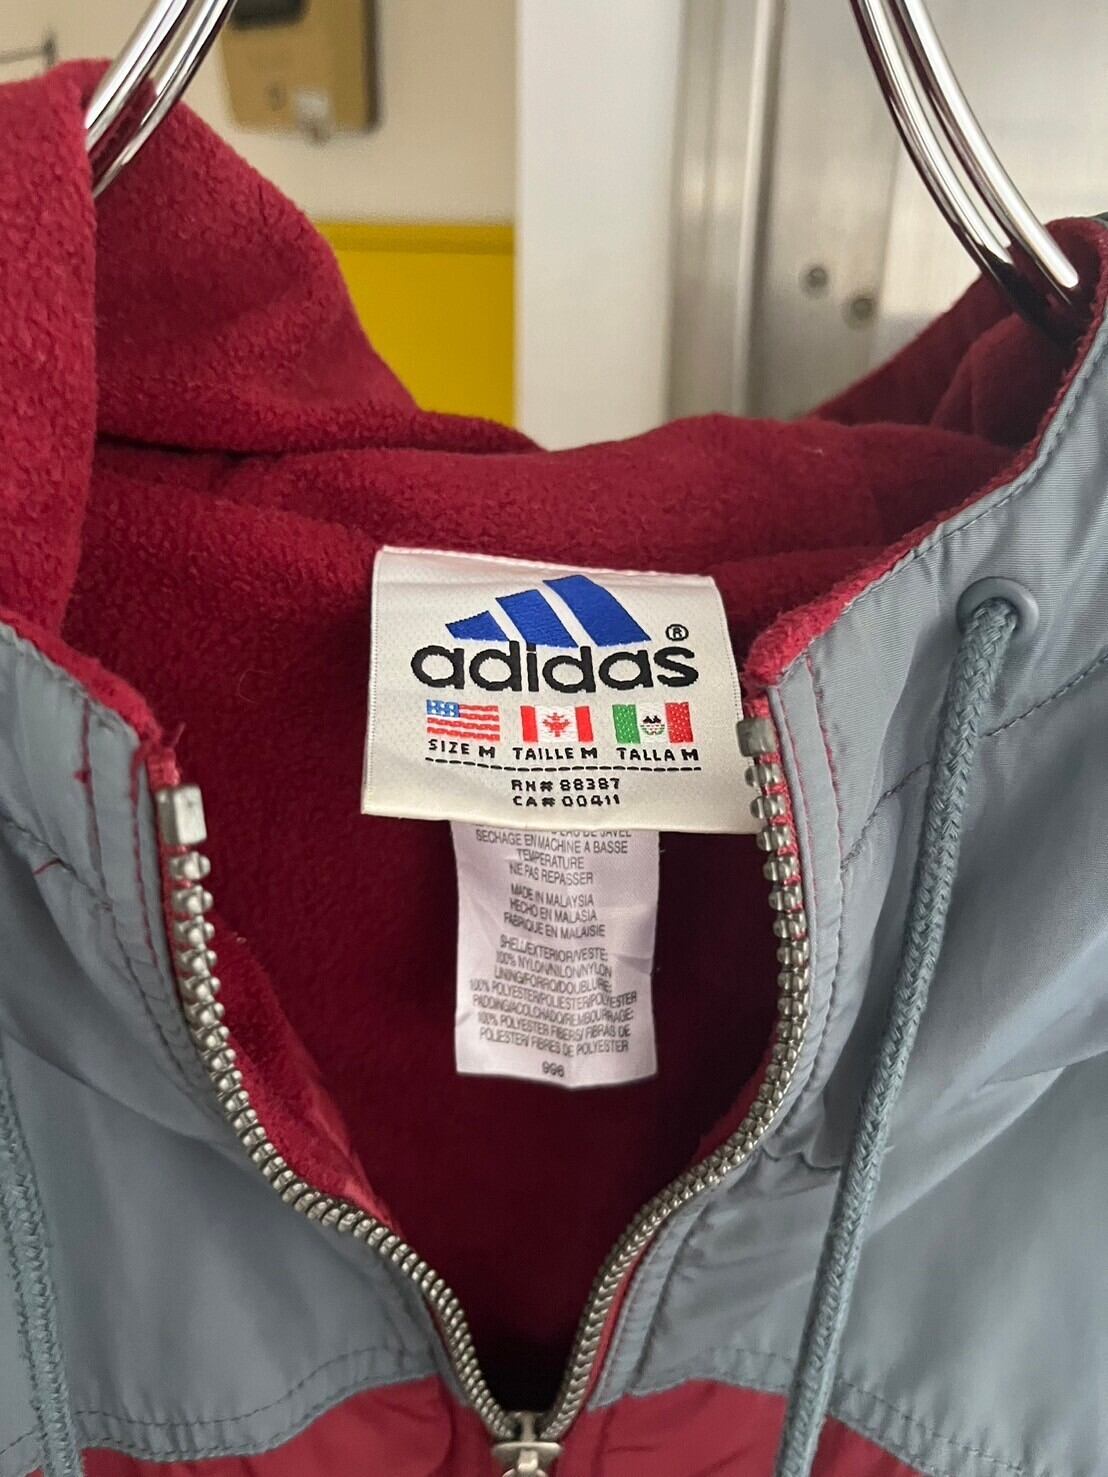 adidas®
SIZE M TAILLE M TALLA M
RN# 88387
CA# 00411
SECHAGE EN MACHINE A BASSE
TEMPERATURE
NE PAS REPASSER
MADE IN MALAYSIA
HECHO EN MALASIA
FABRIQUE EN MALAISIE
SHELL/EXTERIOR/VESTE:
100% NYLON/NILON/NYLON
LINING/FORRO/DOUBLURE:
100% POLYESTER/POLIESTER/POLYESTER
PADDING/ACOLCHADO/REMBOURRAGE:
100% POLYESTER FIBERS/ FIBRAS DE
POLIESTER/ FIBRES DE POLYESTER
996